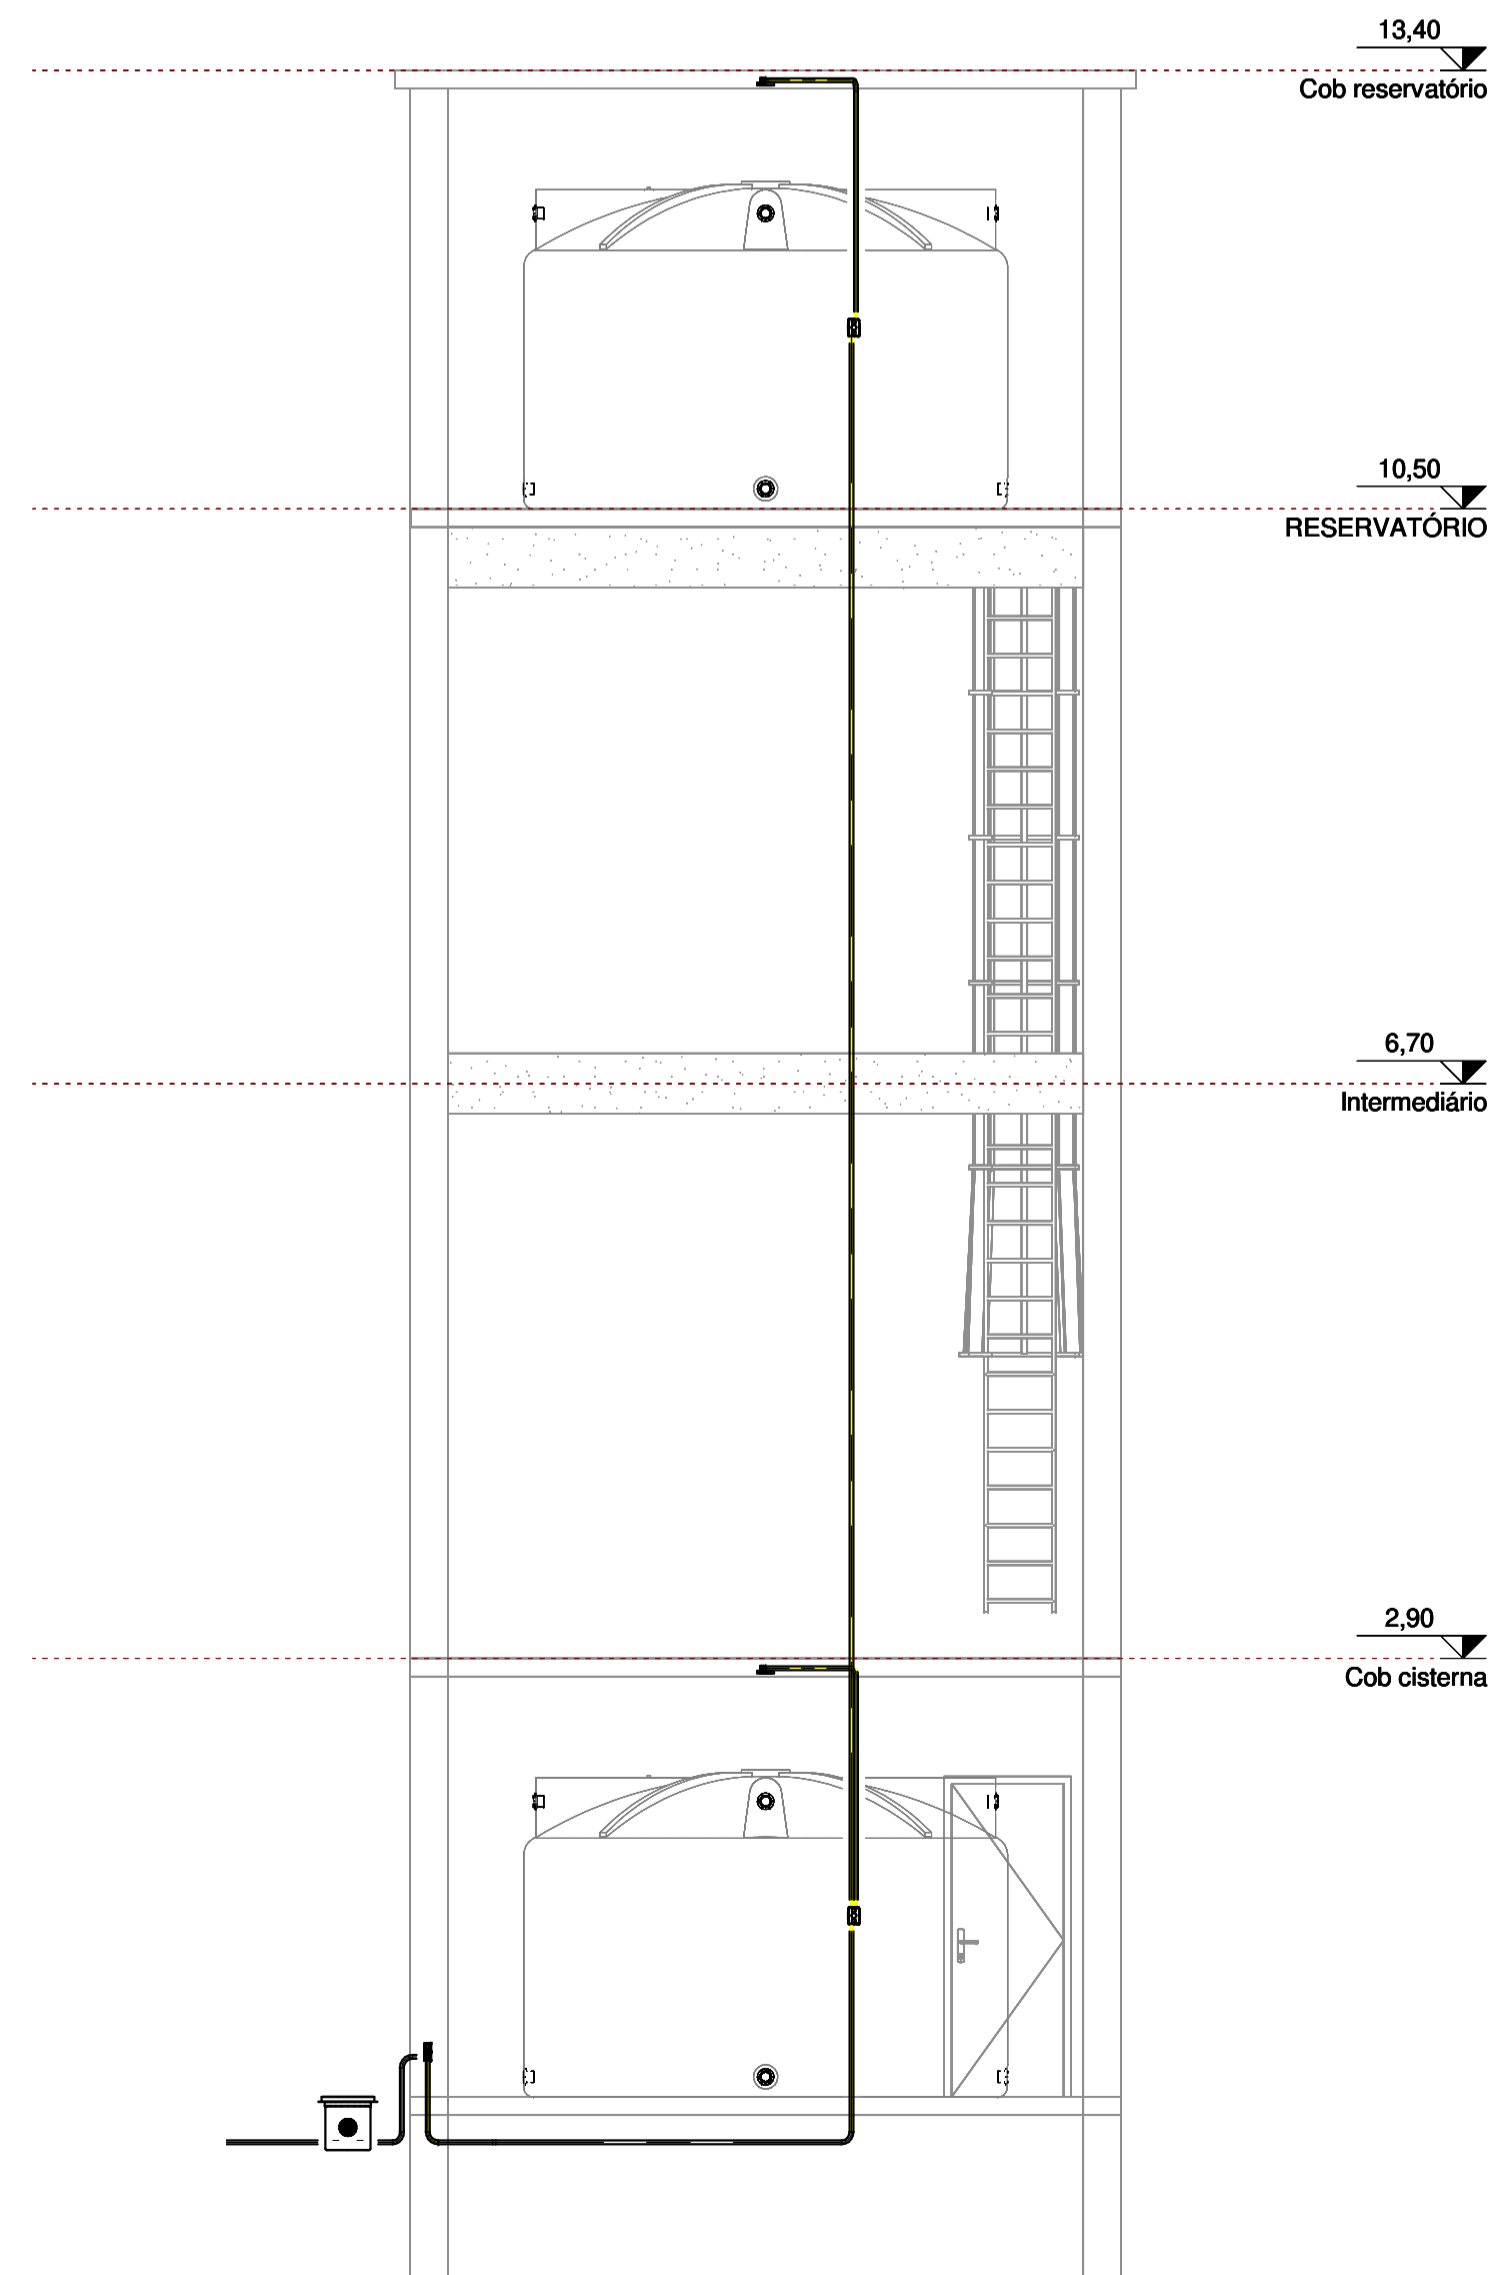 13,40
Cob reservatório
10,50
RESERVATÓRIO
6,70
Intermediário
2,90
Cob cisterna